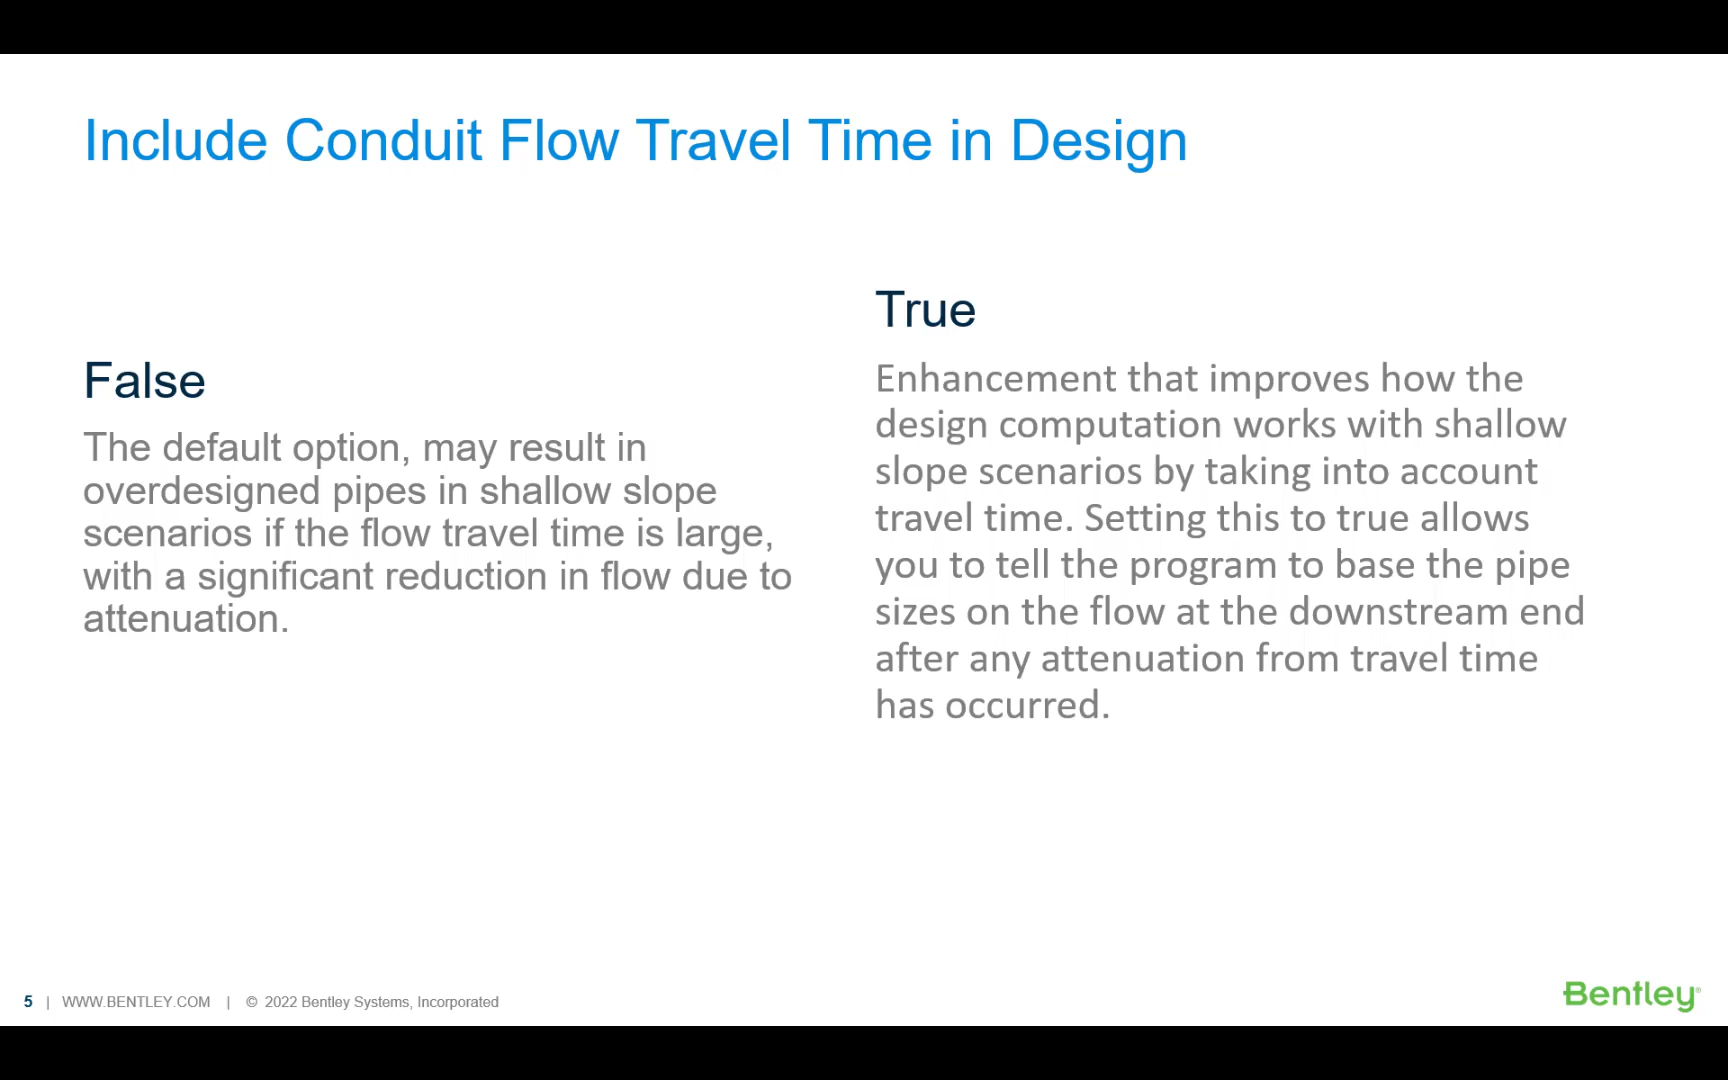 Include Conduit Flow Travel Time in Design
False
The default option, may result in
overdesigned pipes in shallow slope
scenarios if the flow travel time is large,
with a significant reduction in flow due to
attenuation.
True
Enhancement that improves how the
design computation works with shallow
slope scenarios by taking into account
travel time. Setting this to true allows
you to tell the program to base the pipe
sizes on the flow at the downstream end
after any attenuation from travel time
has occurred.
5 | WWW.BENTLEY.COM | © 2022 Bentley Systems, Incorporated
Bentley®